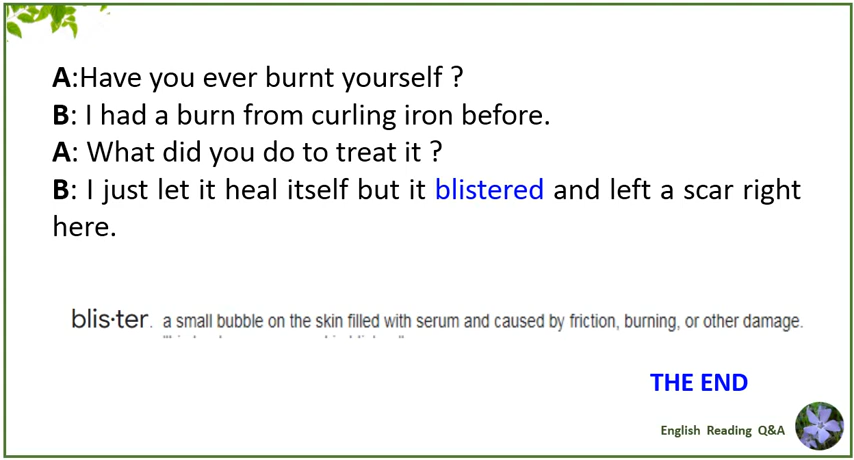 A:Have you ever burnt yourself ?
B: I had a burn from curling iron before.
A: What did you do to treat it ?
B: I just let it heal itself but it blistered and left a scar right
here.
blis·ter. a small bubble on the skin filled with serum and caused by friction, burning, or other damage.
THE END
English Reading Q&A